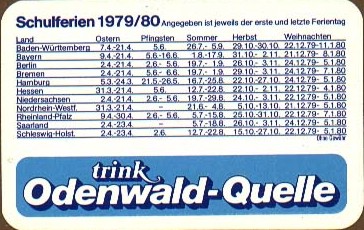 Schulferien 1979/80 Angegeben ist jeweils der erste und letzte Ferientag
Land Ostern Pfingsten Sommer Herbst Weihnachten
Baden-Württemberg 7.4.-21.4. 5.6. 26.7.- 5.9. 29.10.-30.10. 22.12.79-11.1.80
Bayern 9.4.-21.4. 5.6.-16.6. 1.8.-17.9. 31.10.- 2.11. 21.12.79- 8.1.80
Berlin 2.4.-21.4. 2.6.- 5.6. 19.7.- 1.9. 26.10.- 3.11. 24.12.79- 5.1.80
Bremen 2.4.-21.4. 5.6.- 6.6. 19.7.- 1.9. 26.10.- 3.11. 22.12.79- 5.1.80
Hamburg 5.3.-24.3. 21.5.-26.5. 16.7.-25.8. 22.10.-27.10. 24.12.79- 5.1.80
Hessen 31.3.-21.4. 5.6. 12.7.-22.8. 22.10.- 2.11. 22.12.79- 8.1.80
Niedersachsen 2.4.-21.4. 2.6.- 5.6. 19.7.-29.8. 26.10.- 3.11. 22.12.79- 5.1.80
Nordrhein-Westf. 31.3.-21.4. – 21.6.- 4.8. 5.10.-13.10. 22.12.79- 8.1.80
Rheinland-Pfalz 9.4.-30.4. 2.6.- 5.6. 5.7.-15.8. 25.10.-31.10. 22.12.79- 7.1.80
Saarland 2.4.-23.4. – 5.7.-18.8. 26.10.- 3.11. 24.12.79- 5.1.80
Schleswig-Holst. 2.4.-23.4. 2.6. 12.7.-22.8. 15.10.-27.10. 22.12.79- 5.1.80
Ohne Gewähr
trink
Odenwald-Quelle